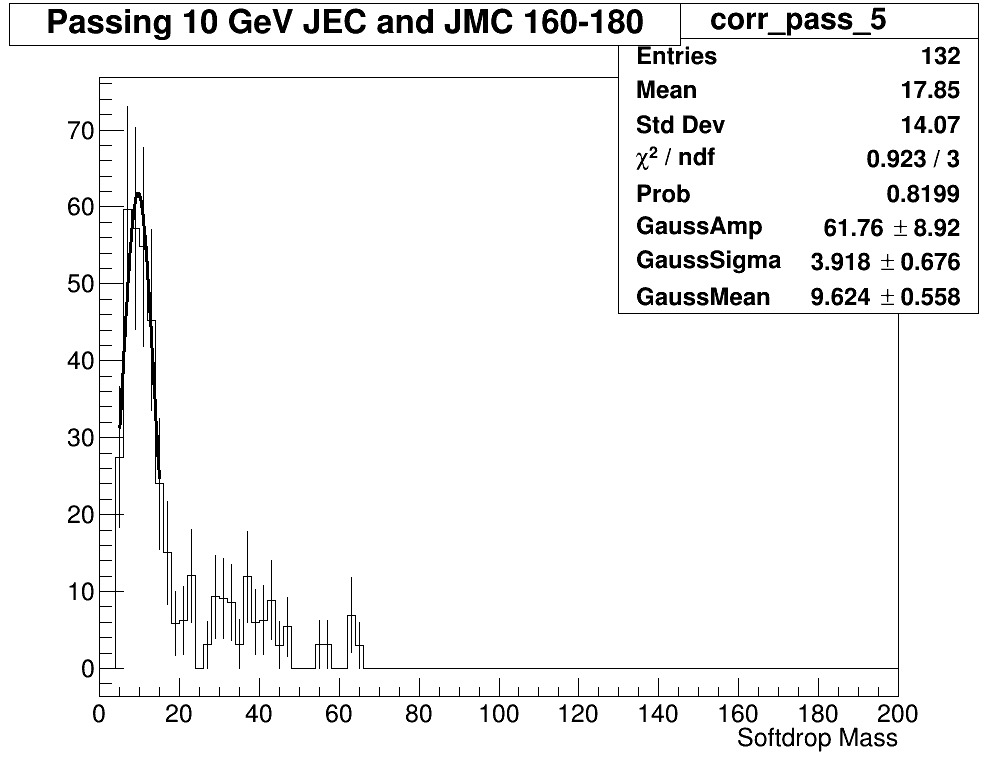 Passing 10 GeV JEC and JMC 160-180
corr_pass_5
Entries 132
Mean 17.85
Std Dev 14.07
χ² / ndf 0.923 / 3
Prob 0.8199
GaussAmp 61.76 ± 8.92
GaussSigma 3.918 ± 0.676
GaussMean 9.624 ± 0.558
70
60
50
40
30
20
10
0
0 20 40 60 80 100 120 140 160 180 200
Softdrop Mass